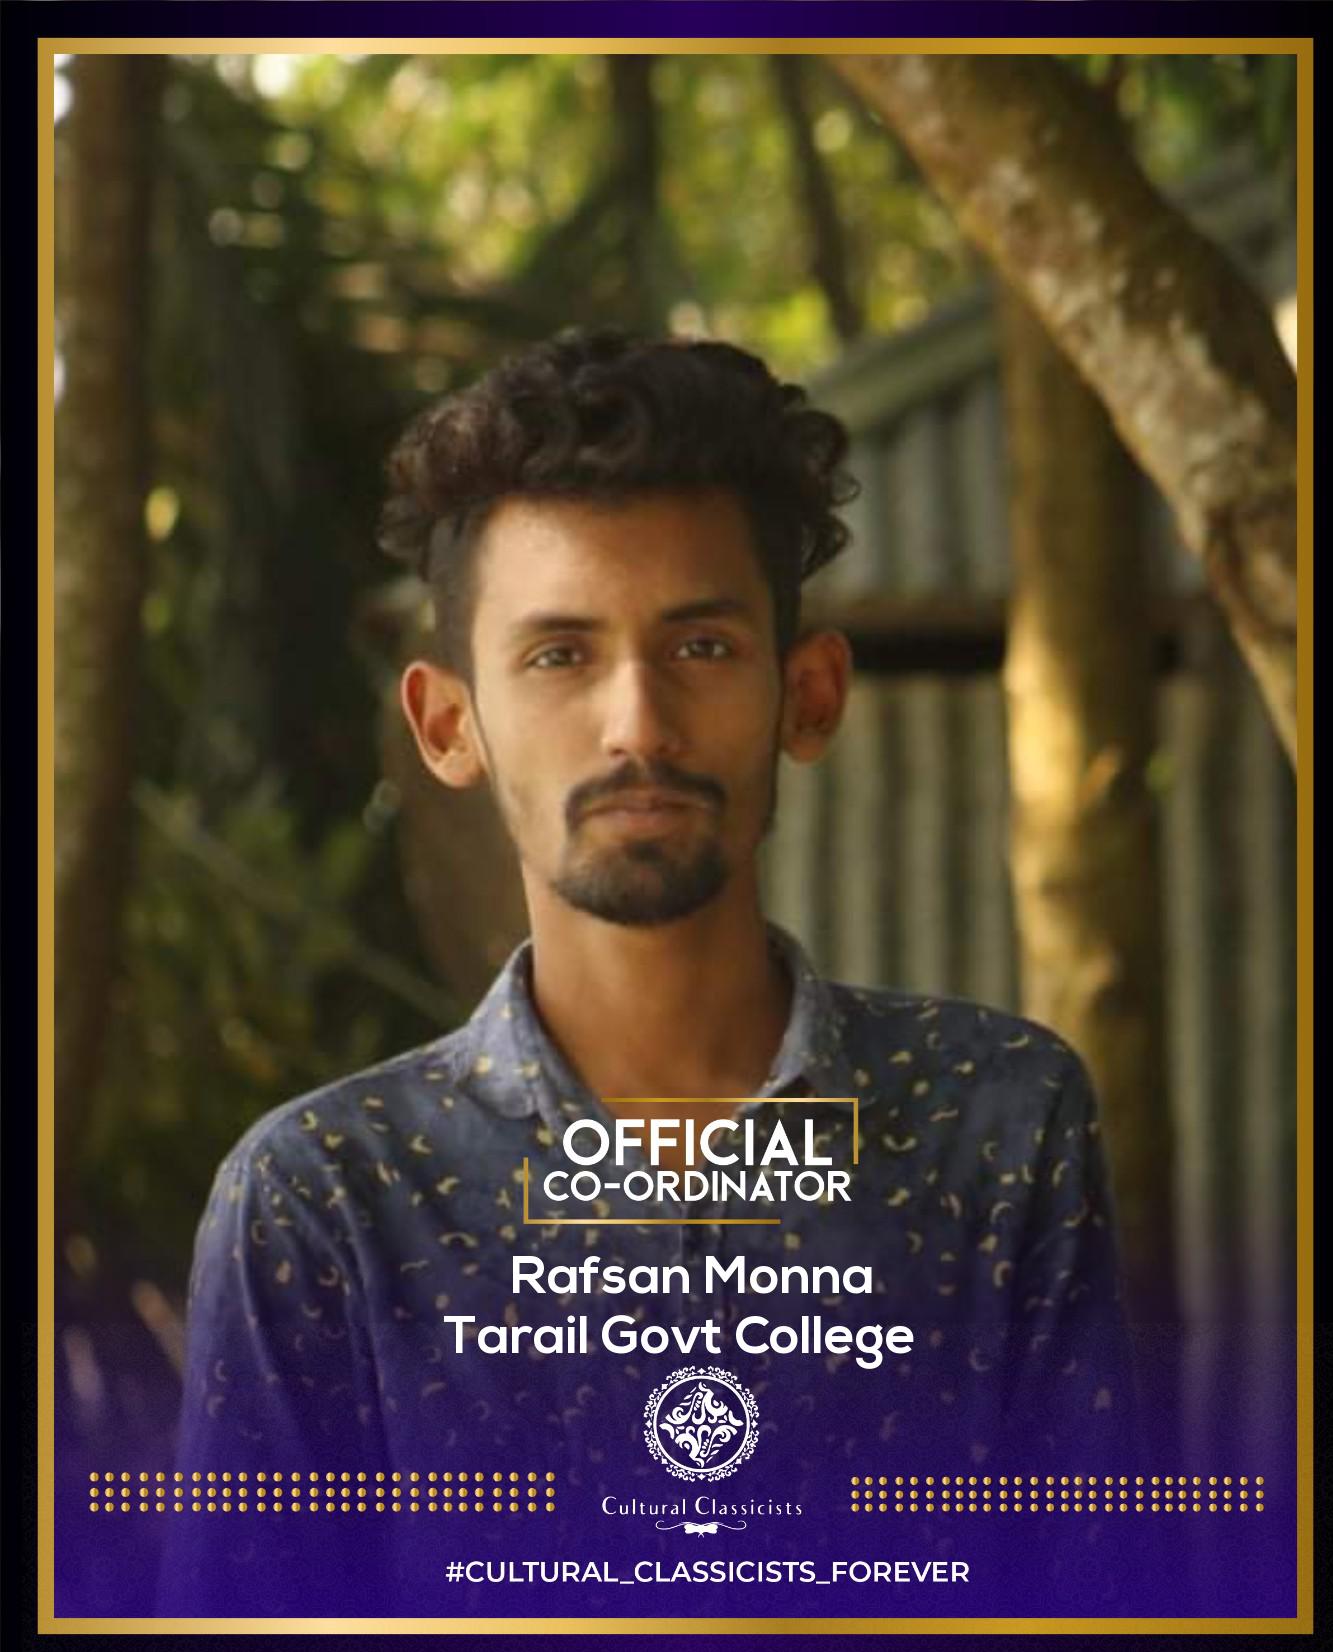 OFFICIAL
CO-ORDINATOR
Rafsan Monna
Tarail Govt College
Cultural Classicists
#CULTURAL_CLASSICISTS_FOREVER